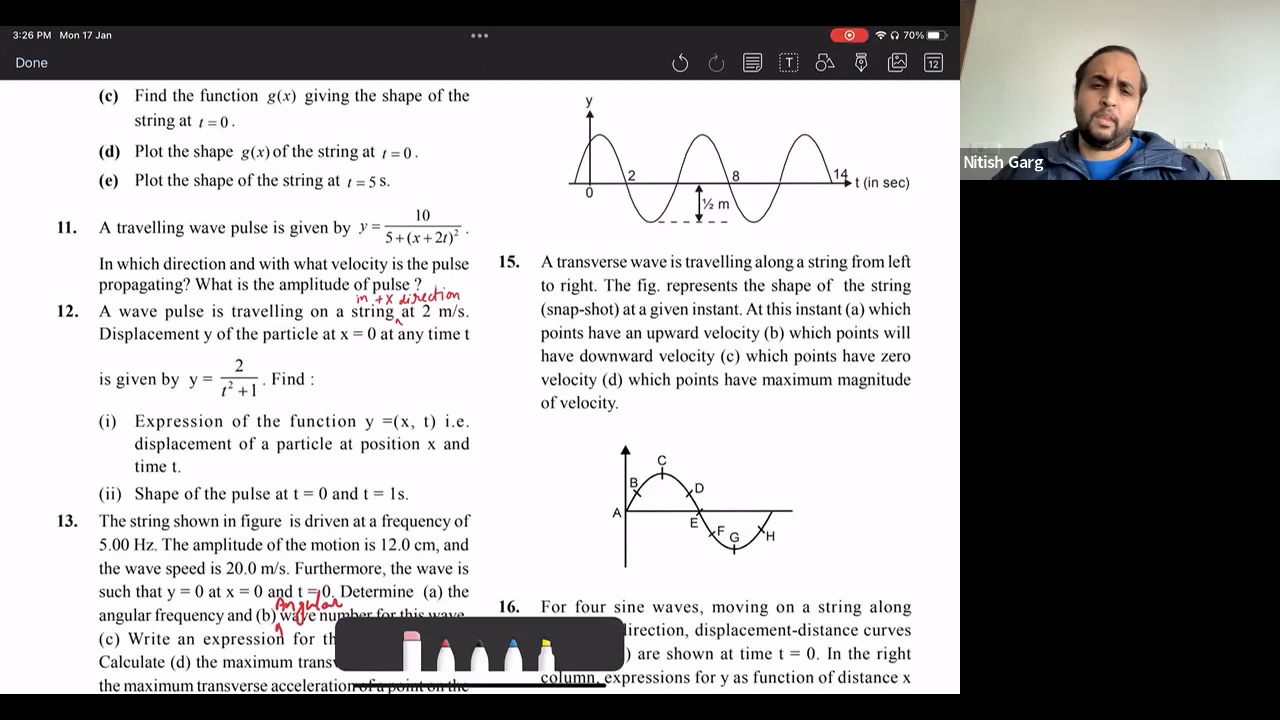 3:26 PM Mon 17 Jan
70%
Done
T
12
(c) Find the function g(x) giving the shape of the
string at t = 0.
(d) Plot the shape g(x) of the string at t = 0.
(e) Plot the shape of the string at t = 5 s.
11. A travelling wave pulse is given by y = 10 / 5+(x+2t)².
In which direction and with what velocity is the pulse
propagating? What is the amplitude of pulse ?
in +x direction
12. A wave pulse is travelling on a string at 2 m/s.
Displacement y of the particle at x = 0 at any time t
is given by y = 2 / t²+1. Find :
(i) Expression of the function y =(x, t) i.e.
displacement of a particle at position x and
time t.
(ii) Shape of the pulse at t = 0 and t = 1s.
13. The string shown in figure is driven at a frequency of
5.00 Hz. The amplitude of the motion is 12.0 cm, and
the wave speed is 20.0 m/s. Furthermore, the wave is
such that y = 0 at x = 0 and t = 0. Determine (a) the
Angular
angular frequency and (b) wave number for this wave
(c) Write an expression for th
Calculate (d) the maximum trans
the maximum transverse acceleration of a point on the
y
0 2 8 14 t (in sec)
½ m
15. A transverse wave is travelling along a string from left
to right. The fig. represents the shape of the string
(snap-shot) at a given instant. At this instant (a) which
points have an upward velocity (b) which points will
have downward velocity (c) which points have zero
velocity (d) which points have maximum magnitude
of velocity.
A B C D E F G H
16. For four sine waves, moving on a string along
direction, displacement-distance curves
) are shown at time t = 0. In the right
column, expressions for y as function of distance x
Nitish Garg